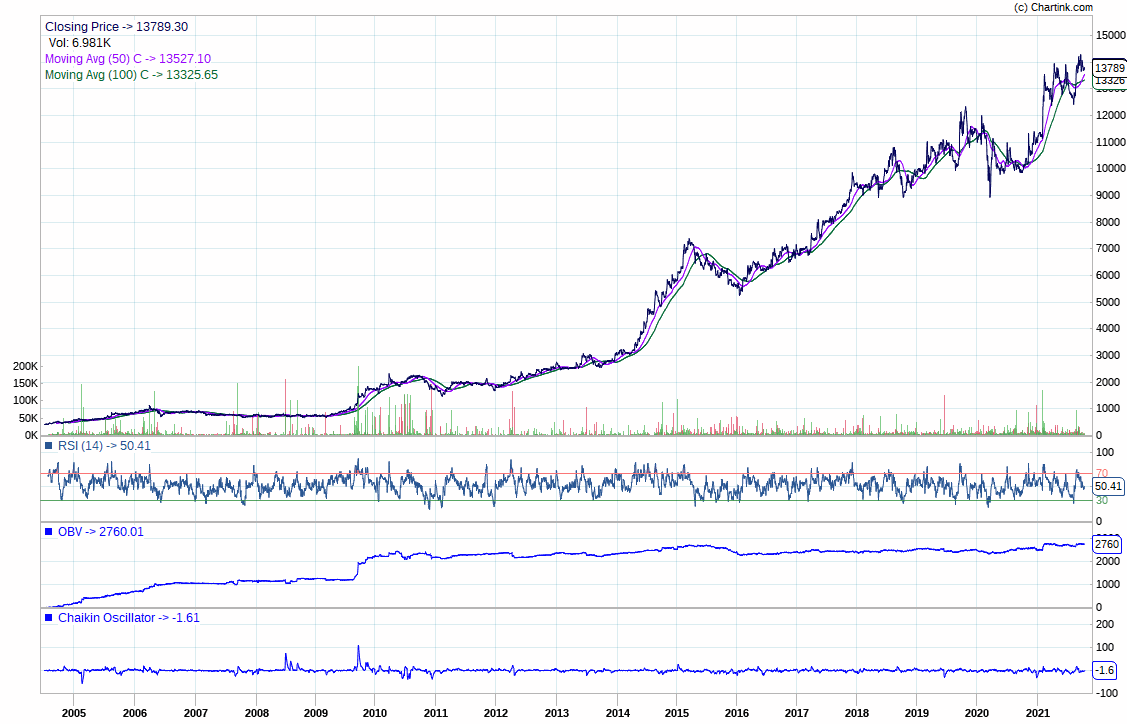 (c) Chartink.com
Closing Price -> 13789.30
Vol: 6.981K
Moving Avg (50) C -> 13527.10
Moving Avg (100) C -> 13325.65
15000
13789
13326
12000
11000
10000
9000
8000
7000
6000
5000
4000
3000
2000
1000
0
200K
150K
100K
50K
0K
RSI (14) -> 50.41
100
70
50.41
30
0
OBV -> 2760.01
2760
2000
1000
0
Chaikin Oscillator -> -1.61
200
100
-1.6
-100
2005 2006 2007 2008 2009 2010 2011 2012 2013 2014 2015 2016 2017 2018 2019 2020 2021